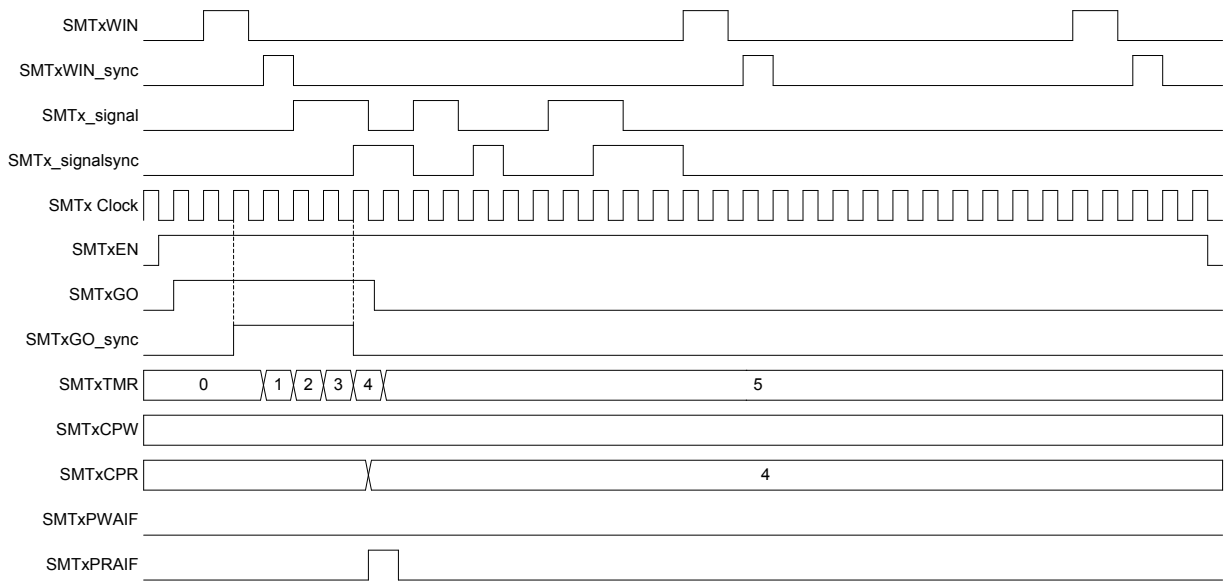 SMTxWIN
SMTxWIN_sync
SMTx_signal
SMTx_signalsync
SMTx Clock
SMTxEN
SMTxGO
SMTxGO_sync
SMTxTMR 0 1 2 3 4 5
SMTxCPW
SMTxCPR 4
SMTxPWAIF
SMTxPRAIF